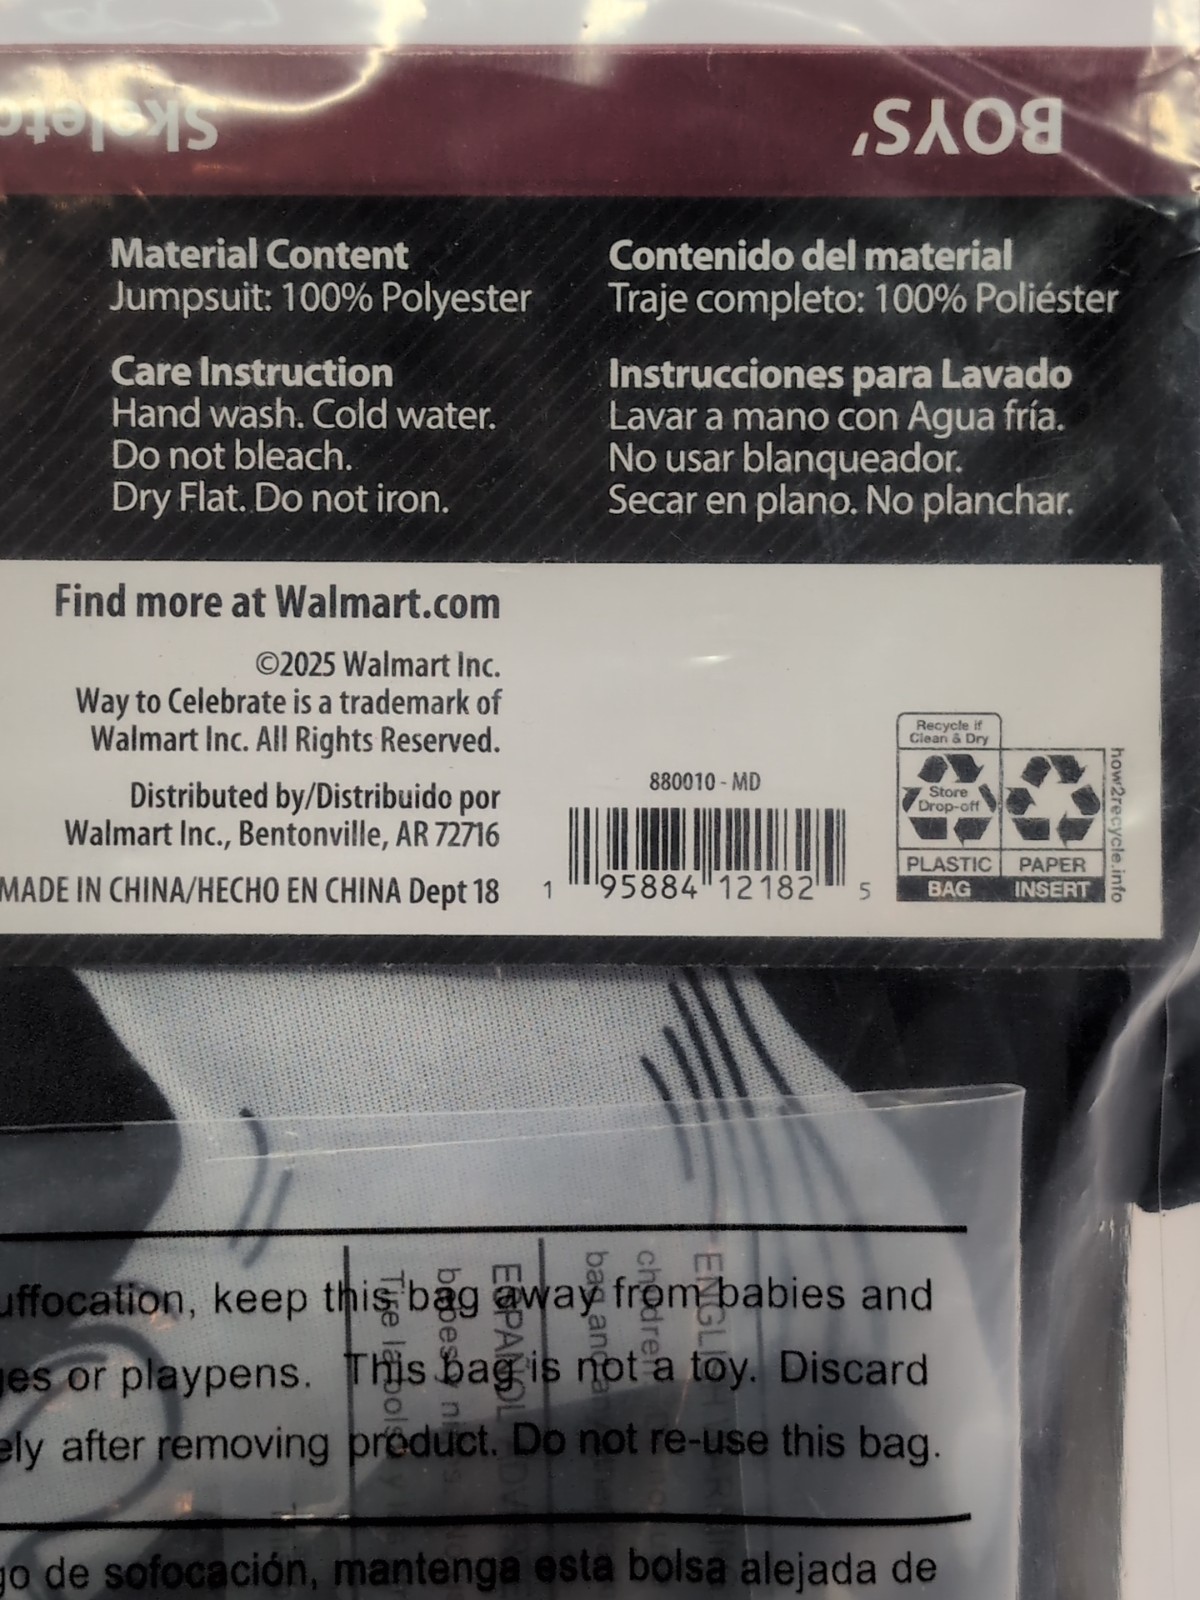 BOYS'
Material Content
Jumpsuit: 100% Polyester
Care Instruction
Hand wash. Cold water.
Do not bleach.
Dry Flat. Do not iron.
Contenido del material
Traje completo: 100% Poliéster
Instrucciones para Lavado
Lavar a mano con Agua fría.
No usar blanqueador.
Secar en plano. No planchar.
Find more at Walmart.com
©2025 Walmart Inc.
Way to Celebrate is a trademark of
Walmart Inc. All Rights Reserved.
Distributed by/Distribuido por
Walmart Inc., Bentonville, AR 72716
MADE IN CHINA/HECHO EN CHINA Dept 18
880010 - MD
1 95884 12182 5
Recycle if
Clean & Dry
Store
Drop-off
PLASTIC
BAG
PAPER
INSERT
how2recycle.info
uffocation, keep this bag away from babies and
or playpens. This bag is not a toy. Discard
after removing product. Do not re-use this bag.
de sofocación, mantenga esta bolsa alejada de